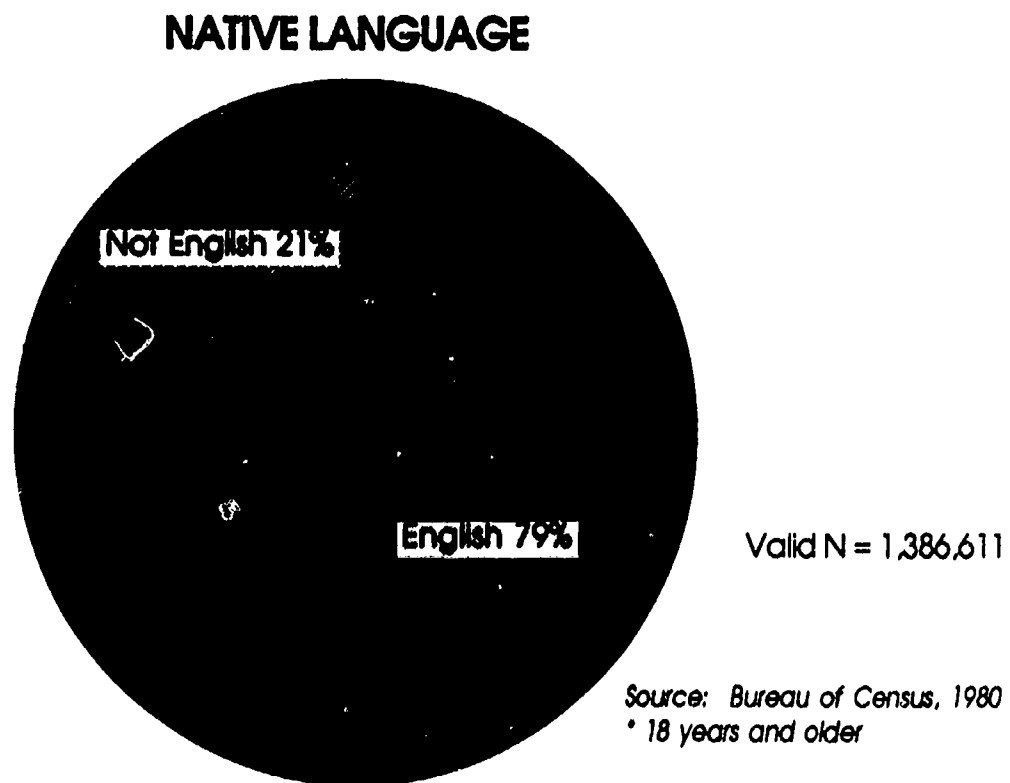 NATIVE LANGUAGE
Not English 21%
English 79%
Valid N = 1,386,611
Source: Bureau of Census, 1980
* 18 years and older